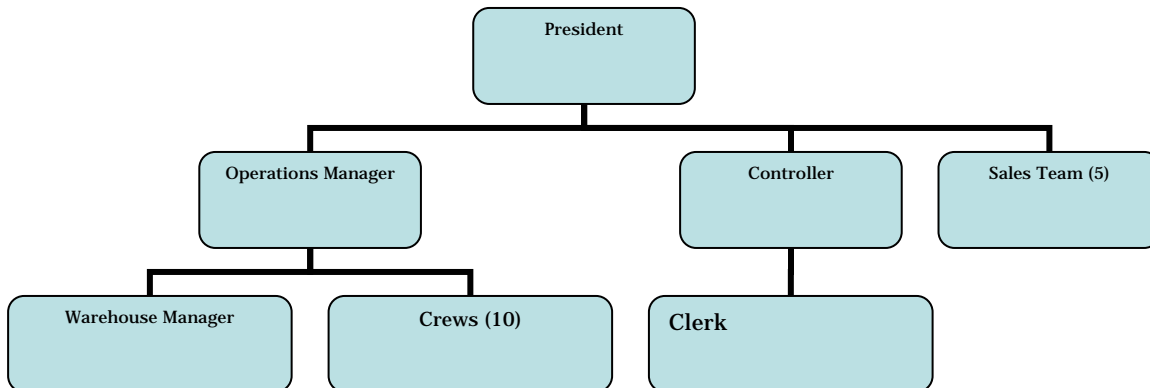 President
Operations Manager
Controller
Sales Team (5)
Warehouse Manager
Crews (10)
Clerk